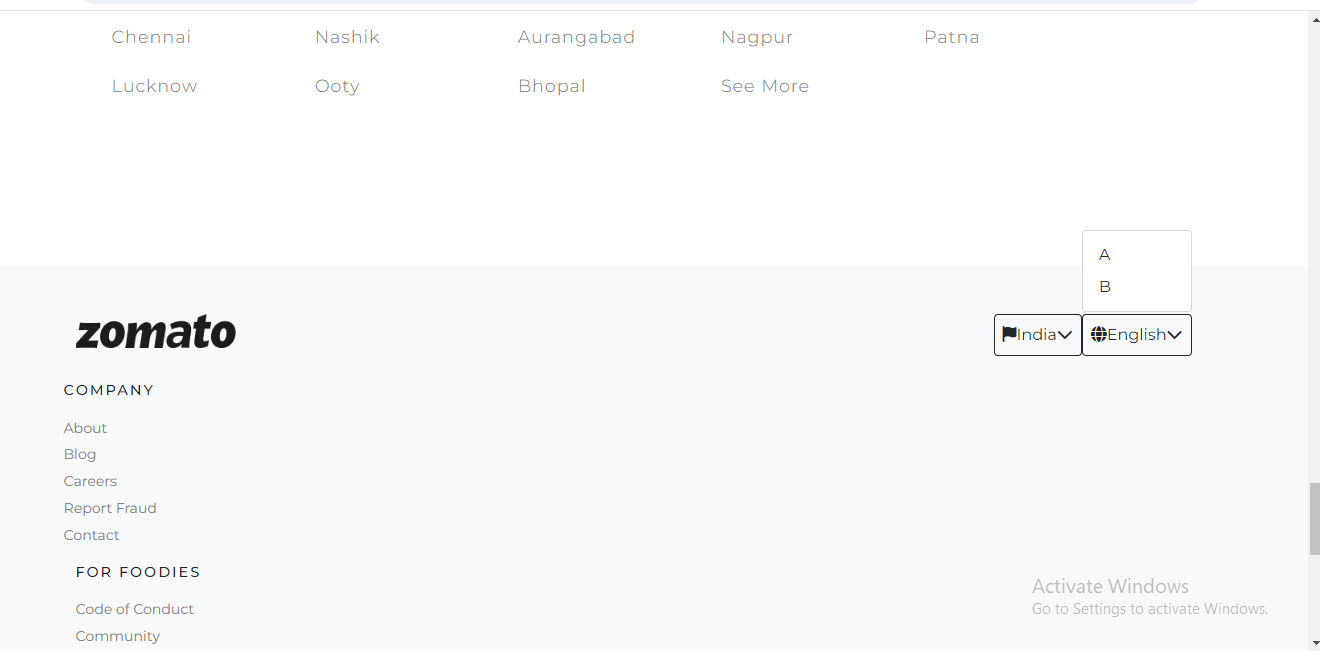 Chennai Nashik Aurangabad Nagpur Patna
Lucknow Ooty Bhopal See More
A
B
zomato India English
COMPANY
About
Blog
Careers
Report Fraud
Contact
FOR FOODIES
Code of Conduct
Community
Activate Windows
Go to Settings to activate Windows.